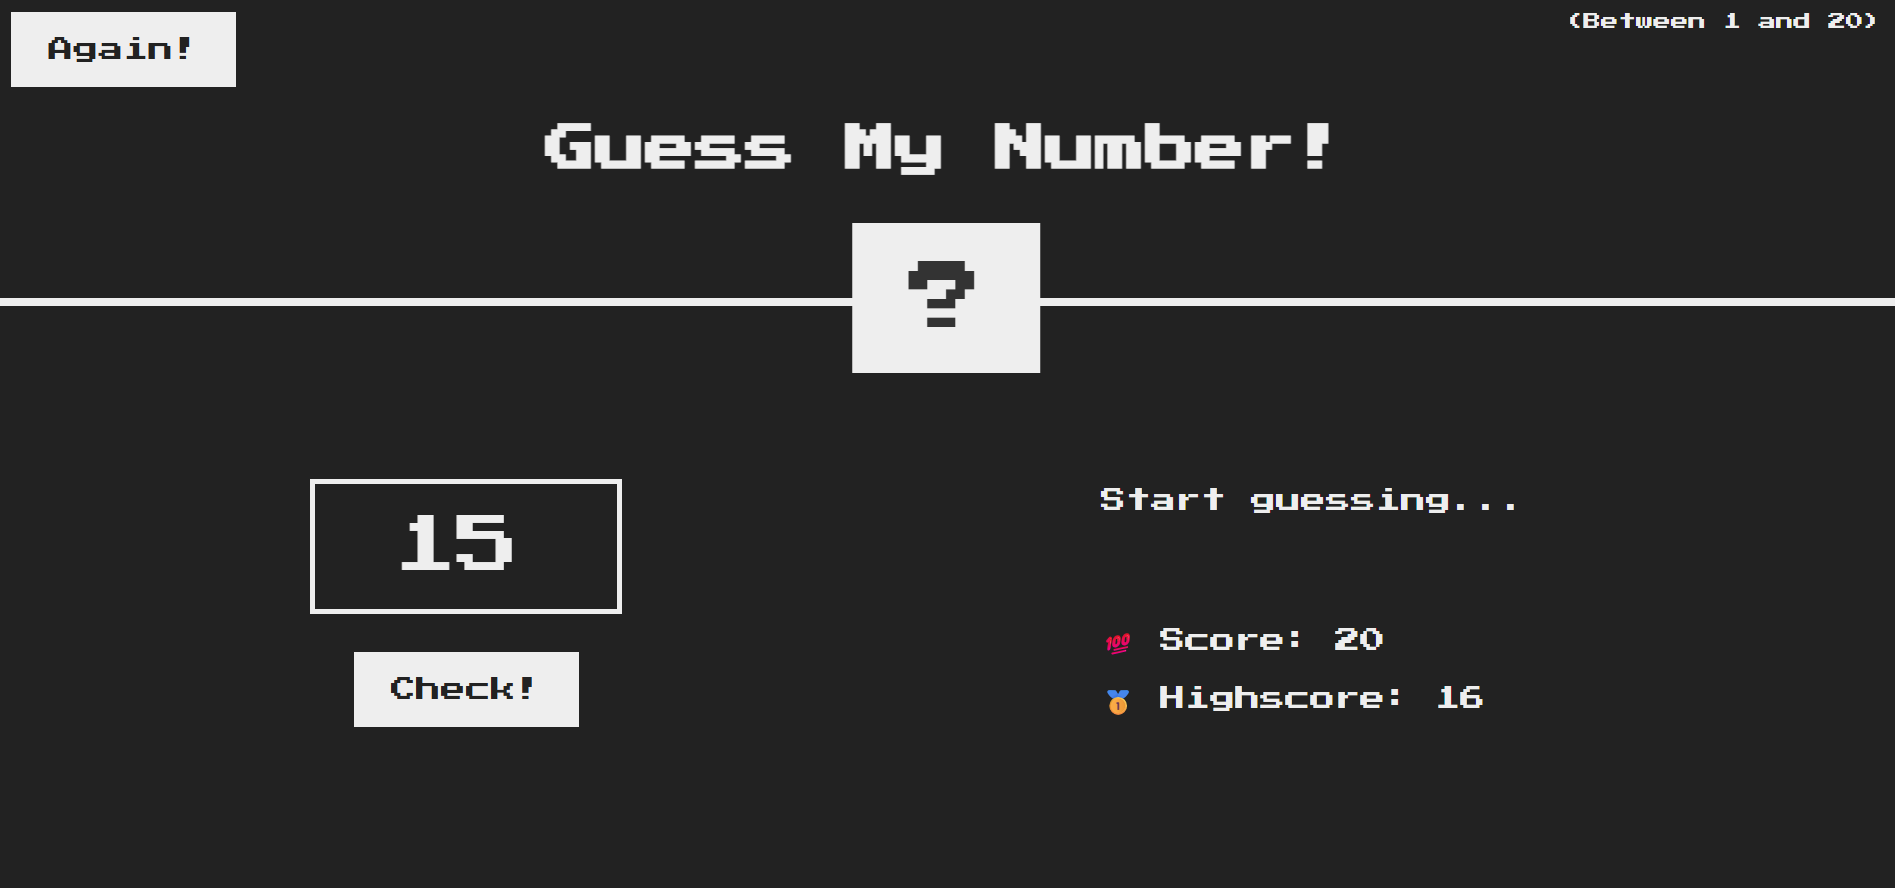 Again!
(Between 1 and 20)
Guess My Number!
?
15
Check!
Start guessing...
💯 Score: 20
🥇 Highscore: 16